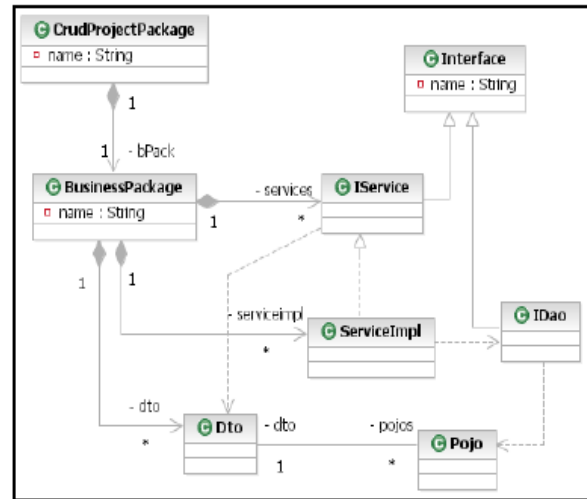 CrudProjectPackage
name : String
Interface
name : String
1
1
- bPack
BusinessPackage
name : String
- services
1
*
IService
1
1
- serviceimpl
*
ServiceImpl
IDao
- dto
*
Dto
- dto
1
- pojos
*
Pojo